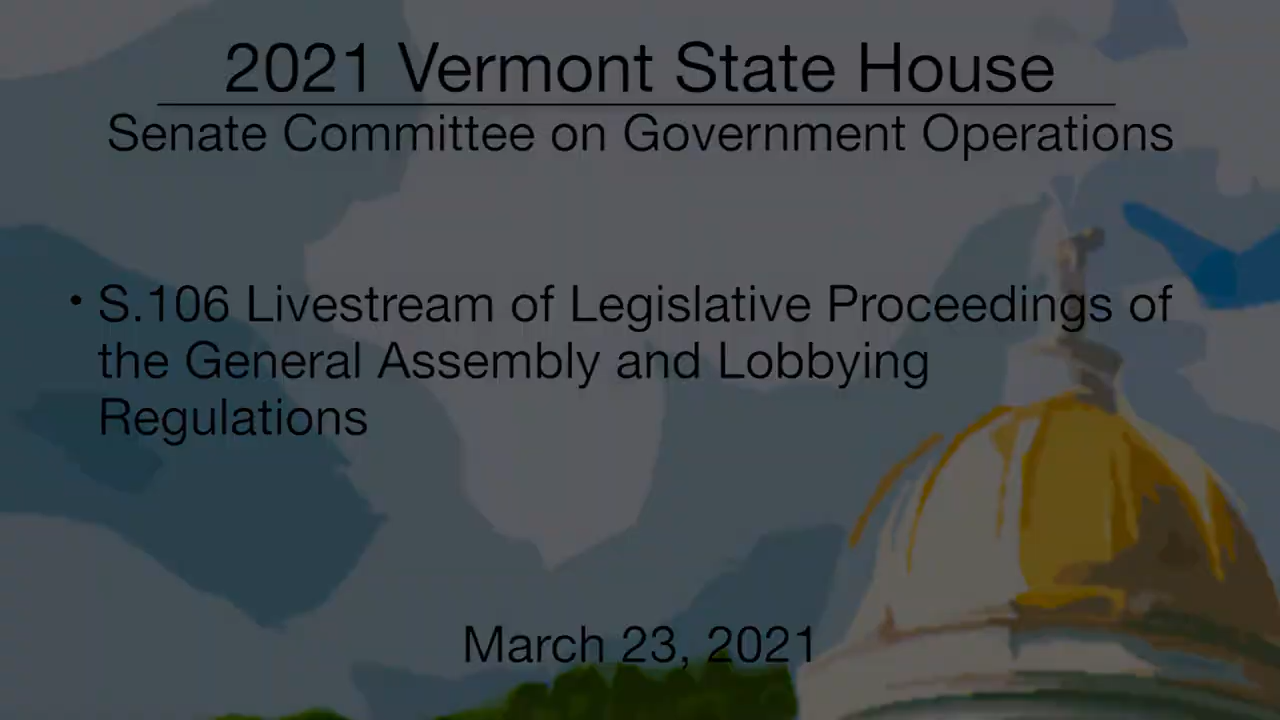 2021 Vermont State House
Senate Committee on Government Operations
• S.106 Livestream of Legislative Proceedings of
the General Assembly and Lobbying
Regulations
March 23, 2021